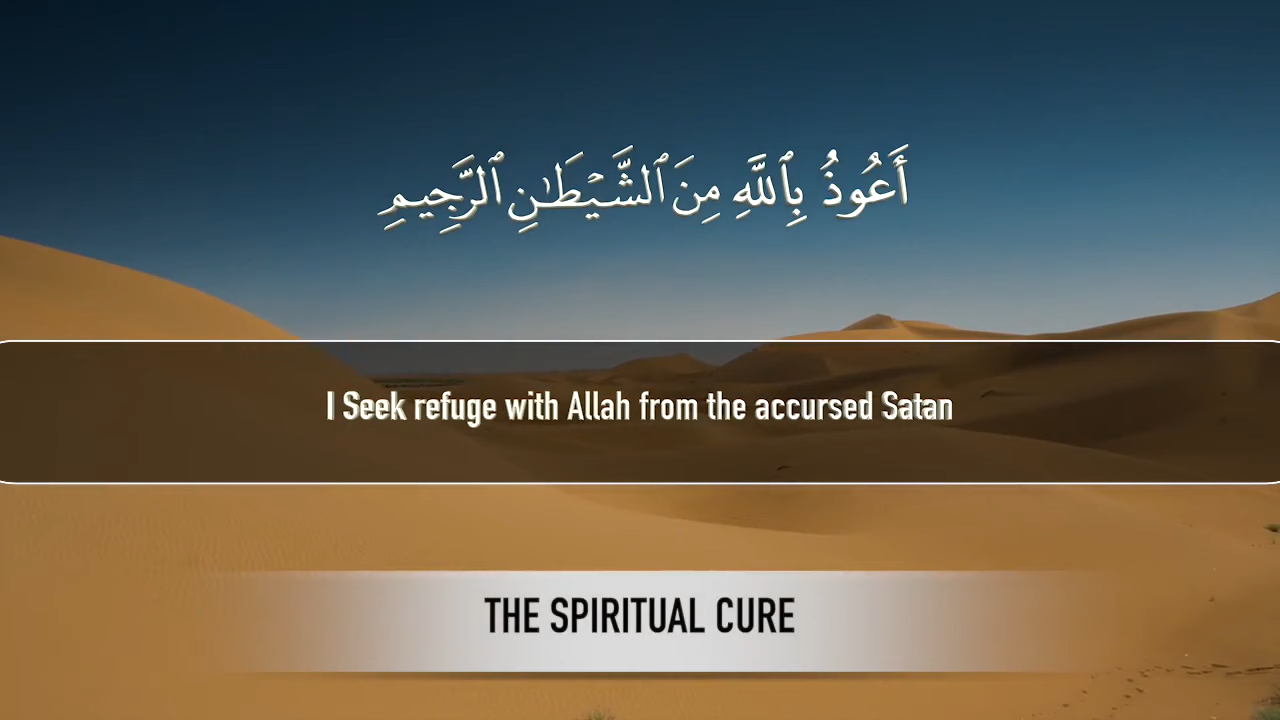 أَعُوذُ بِٱللَّهِ مِنَ ٱلشَّيْطَٰنِ ٱلرَّجِيمِ
I Seek refuge with Allah from the accursed Satan
THE SPIRITUAL CURE